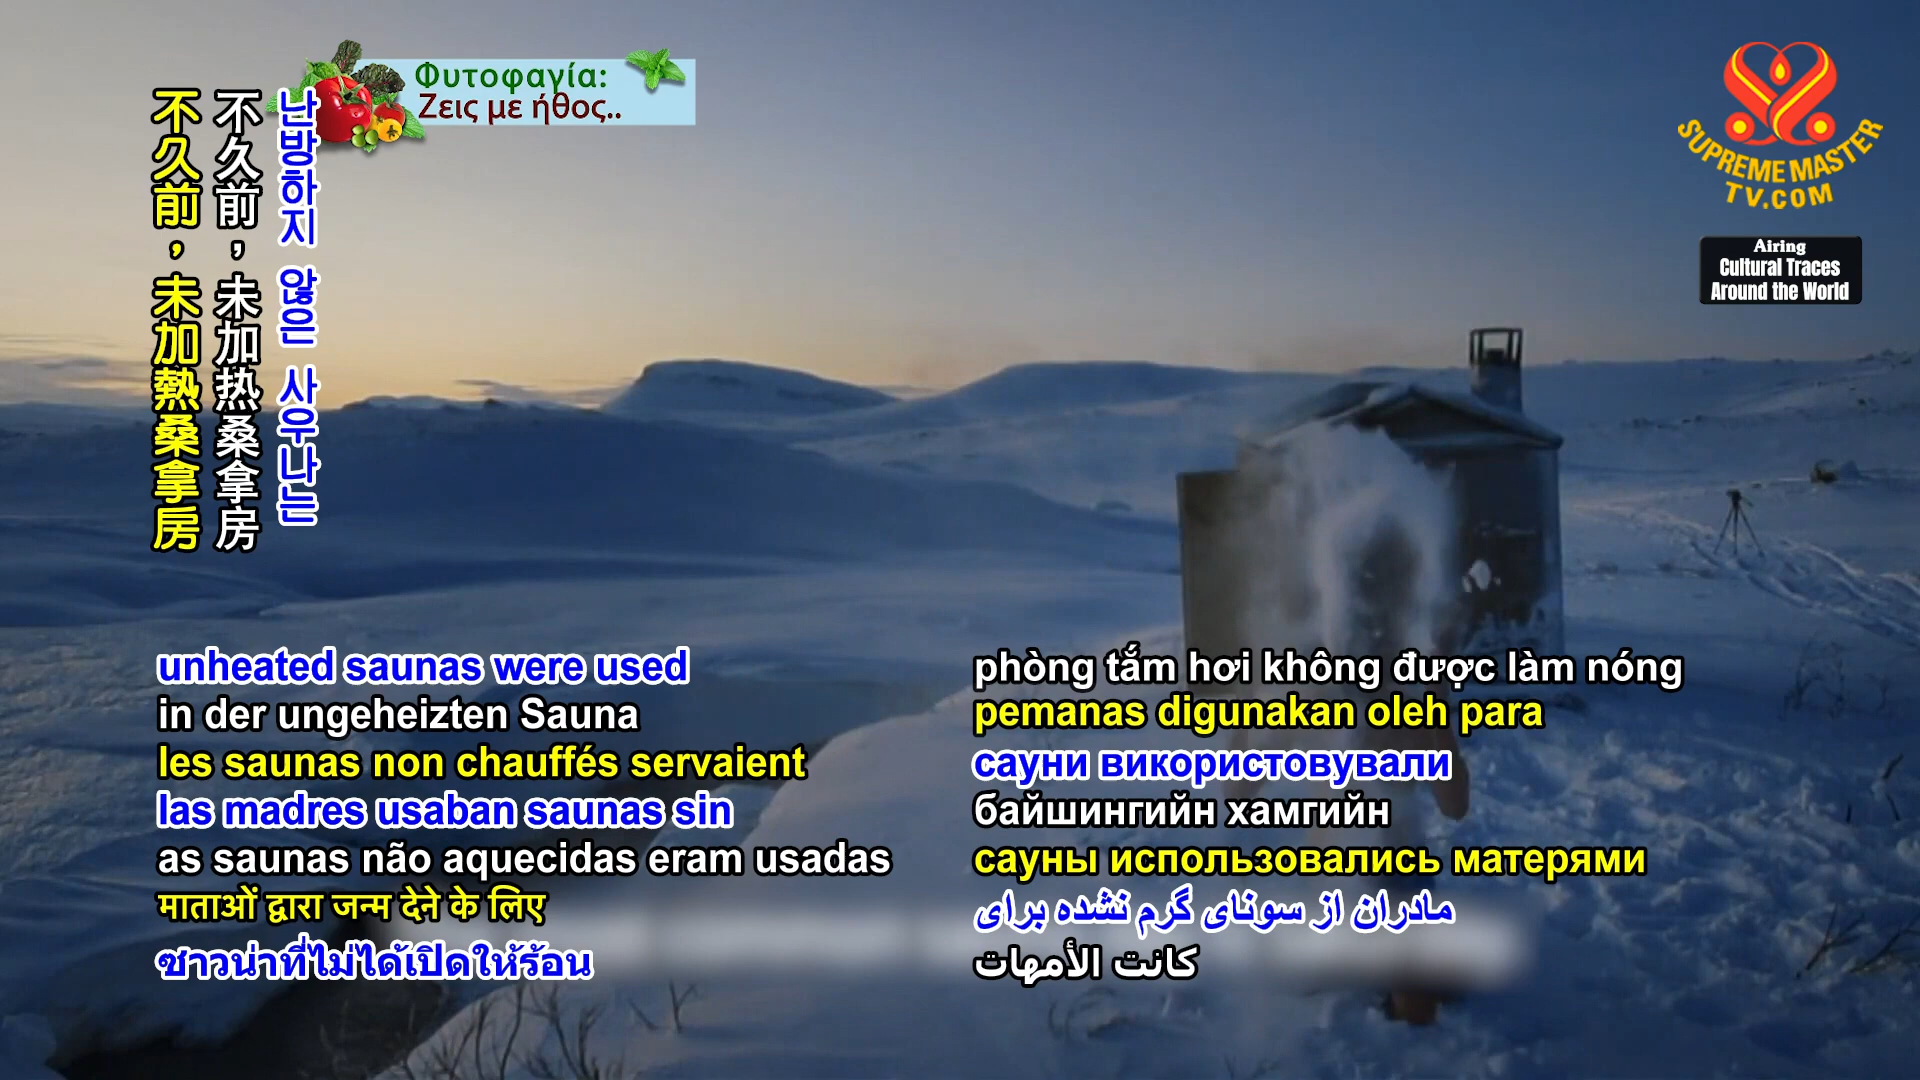 Φυτοφαγία:
Ζεις με ήθος..
SUPREME MASTER
TV.COM
Airing
Cultural Traces
Around the World
난방하지 않은 사우나는
不久前，未加热桑拿房
不久前，未加熱桑拿房
unheated saunas were used
in der ungeheizten Sauna
les saunas non chauffés servaient
las madres usaban saunas sin
as saunas não aquecidas eram usadas
माताओं द्वारा जन्म देने के लिए
ซาวน่าที่ไม่ได้เปิดให้ร้อน
phòng tắm hơi không được làm nóng
pemanas digunakan oleh para
сауни використовували
байшингийн хамгийн
сауны использовались матерями
مادران از سونای گرم نشده برای
كانت الأمهات